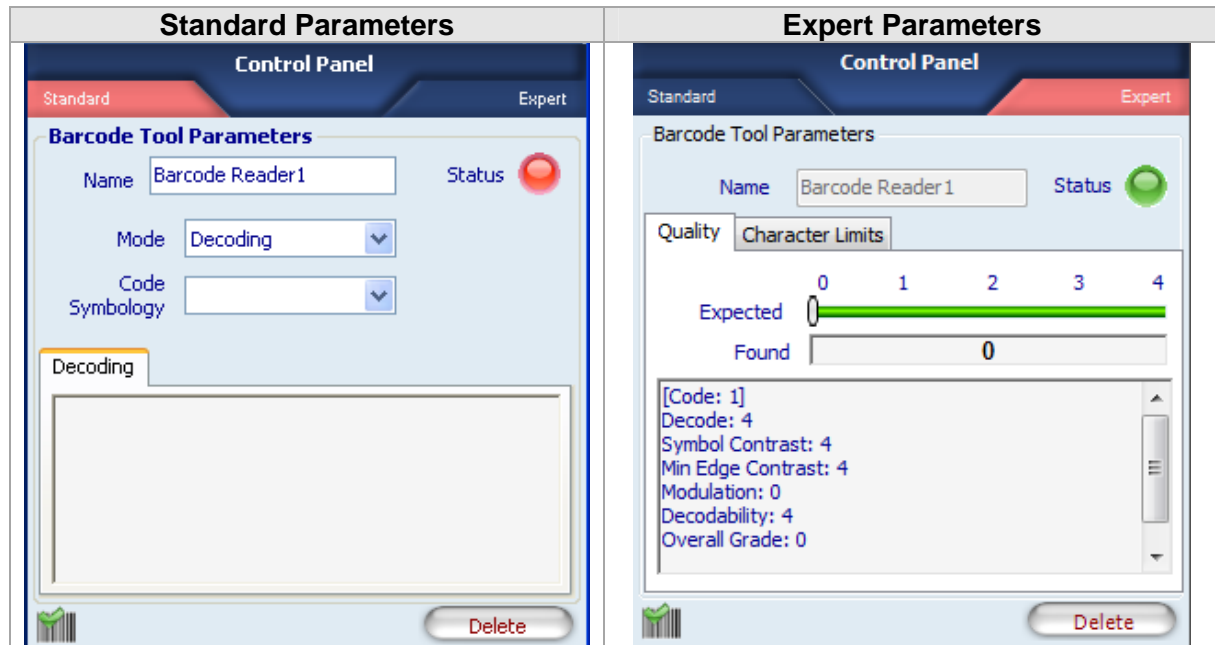 Standard Parameters
Expert Parameters
Control Panel
Standard
Expert
Barcode Tool Parameters
Name
Barcode Reader1
Status
Mode
Decoding
Code
Symbology
Decoding
Delete
Control Panel
Standard
Expert
Barcode Tool Parameters
Name
Barcode Reader1
Status
Quality
Character Limits
0 1 2 3 4
Expected
Found
0
[Code: 1]
Decode: 4
Symbol Contrast: 4
Min Edge Contrast: 4
Modulation: 0
Decodability: 4
Overall Grade: 0
Delete